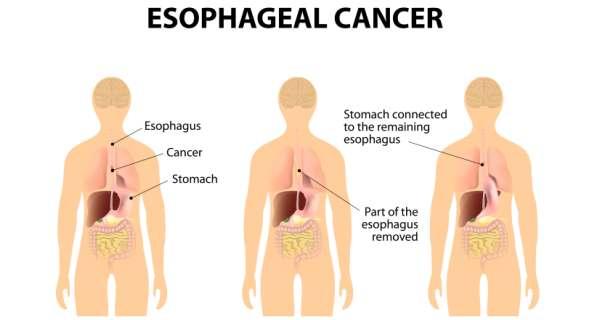 ESOPHAGEAL CANCER
Esophagus
Cancer
Stomach
Part of the
esophagus
removed
Stomach connected
to the remaining
esophagus